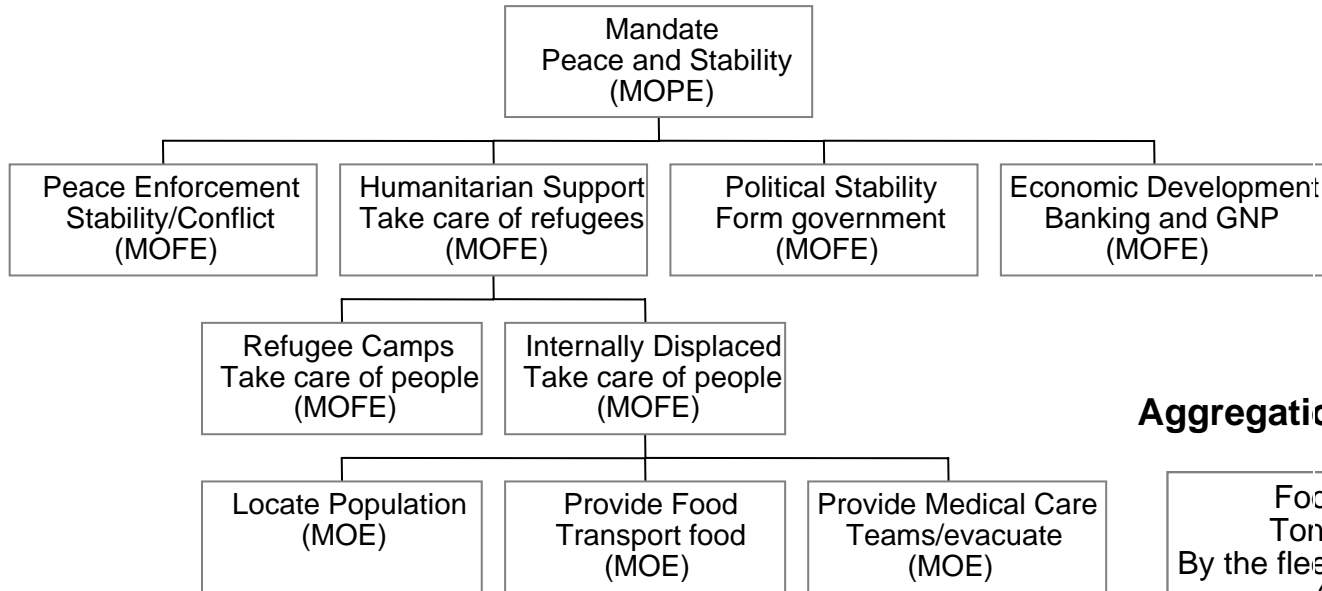 Mandate
Peace and Stability
(MOPE)
Peace Enforcement
Stability/Conflict
(MOFE)
Humanitarian Support
Take care of refugees
(MOFE)
Political Stability
Form government
(MOFE)
Economic Development
Banking and GNP
(MOFE)
Refugee Camps
Take care of people
(MOFE)
Internally Displaced
Take care of people
(MOFE)
Locate Population
(MOE)
Provide Food
Transport food
(MOE)
Provide Medical Care
Teams/evacuate
(MOE)
By the